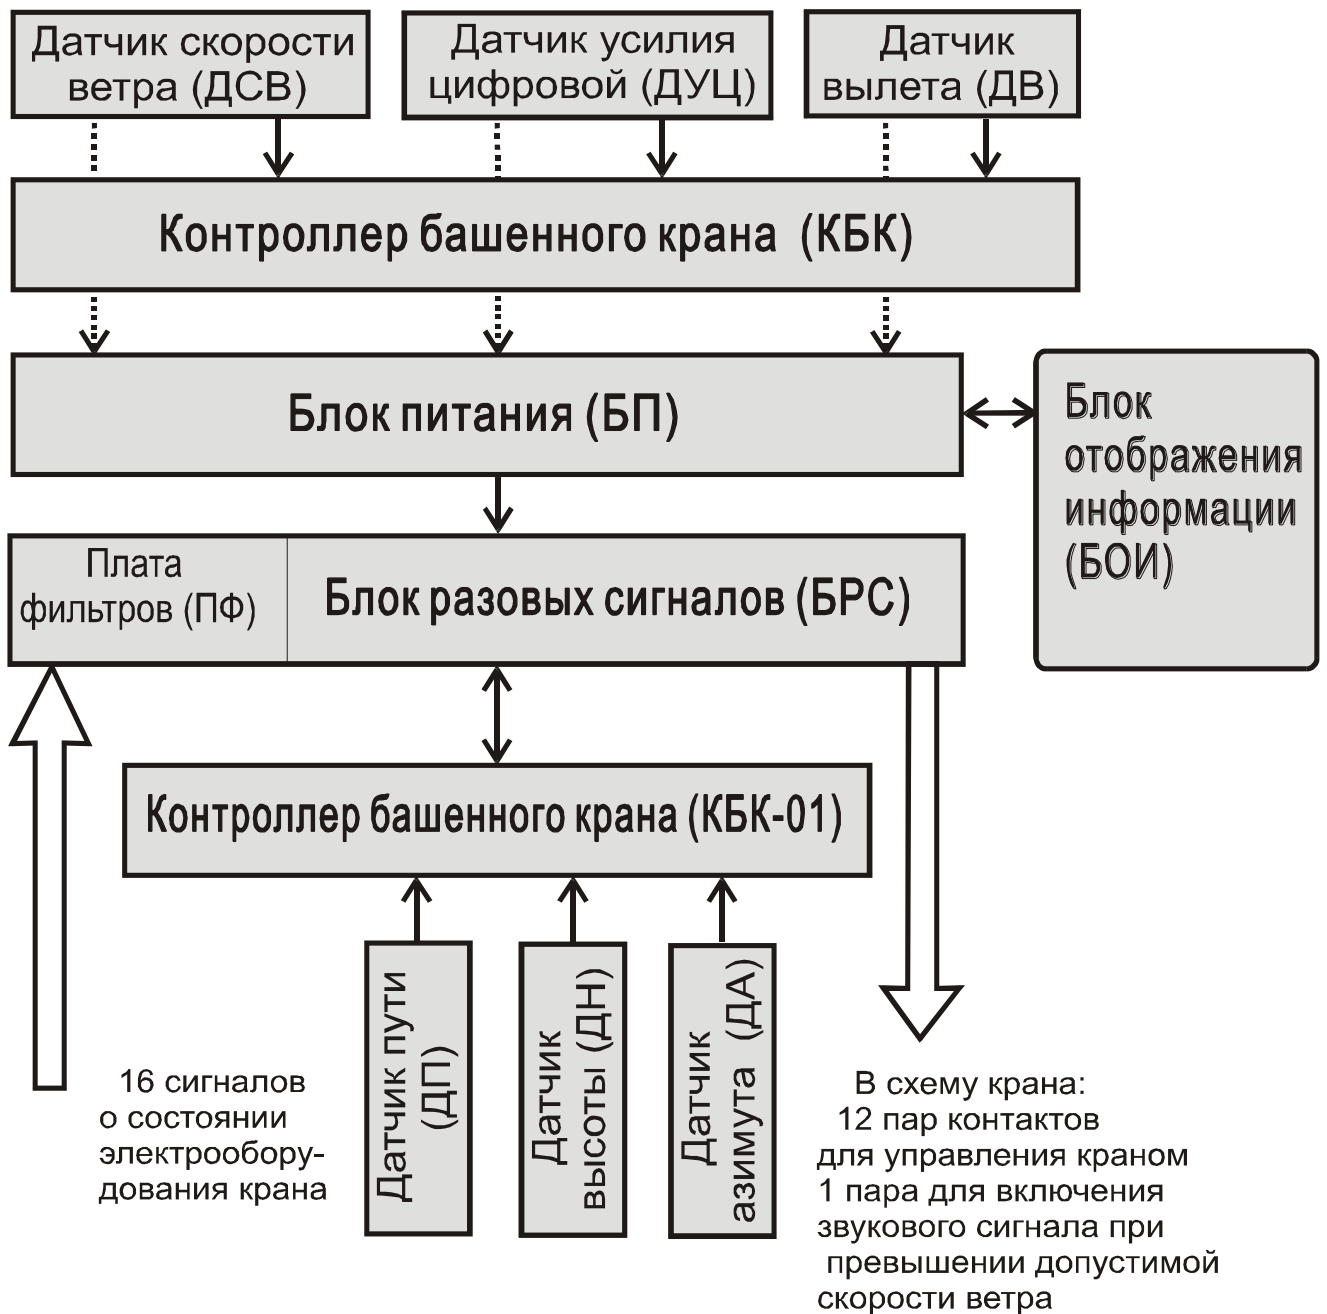 Датчик скорости
ветра (ДСВ)
Датчик усилия
цифровой (ДУЦ)
Датчик
вылета (ДВ)
Контроллер башенного крана (КБК)
Блок питания (БП)
Блок
отображения
информации
(БОИ)
Плата
фильтров (ПФ)
Блок разовых сигналов (БРС)
Контроллер башенного крана (КБК-01)
Датчик пути
(ДП)
Датчик
высоты (ДН)
Датчик
азимута (ДА)
16 сигналов
о состоянии
электрообору-
дования крана
В схему крана:
12 пар контактов
для управления краном
1 пара для включения
звукового сигнала при
превышении допустимой
скорости ветра